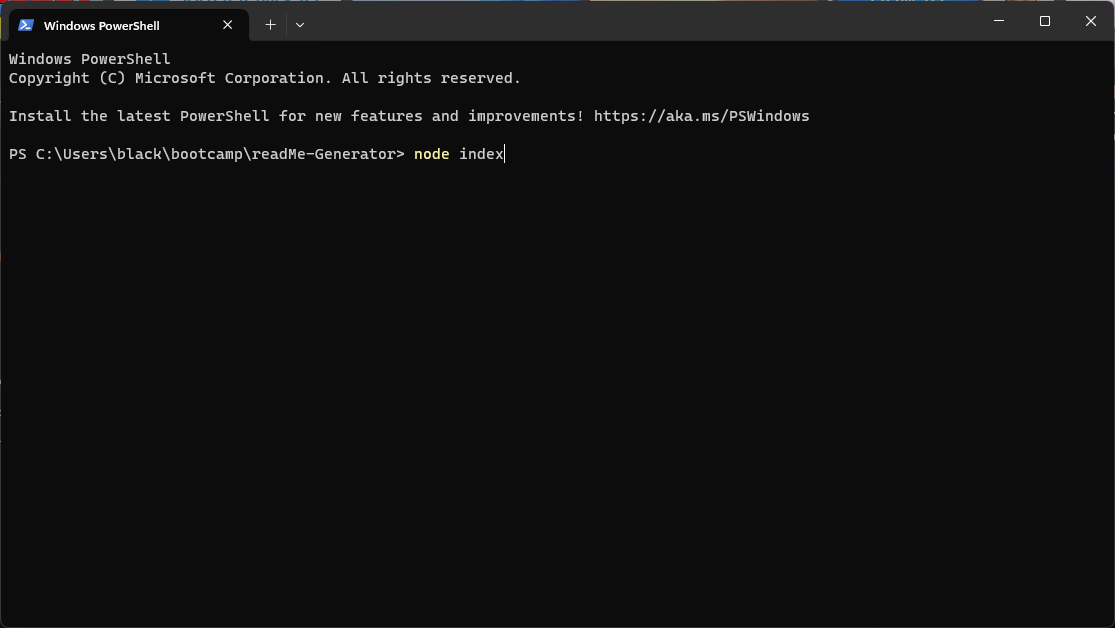 Windows PowerShell
Windows PowerShell
Copyright (C) Microsoft Corporation. All rights reserved.
Install the latest PowerShell for new features and improvements! https://aka.ms/PSWindows
PS C:\Users\black\bootcamp\readMe-Generator> node index